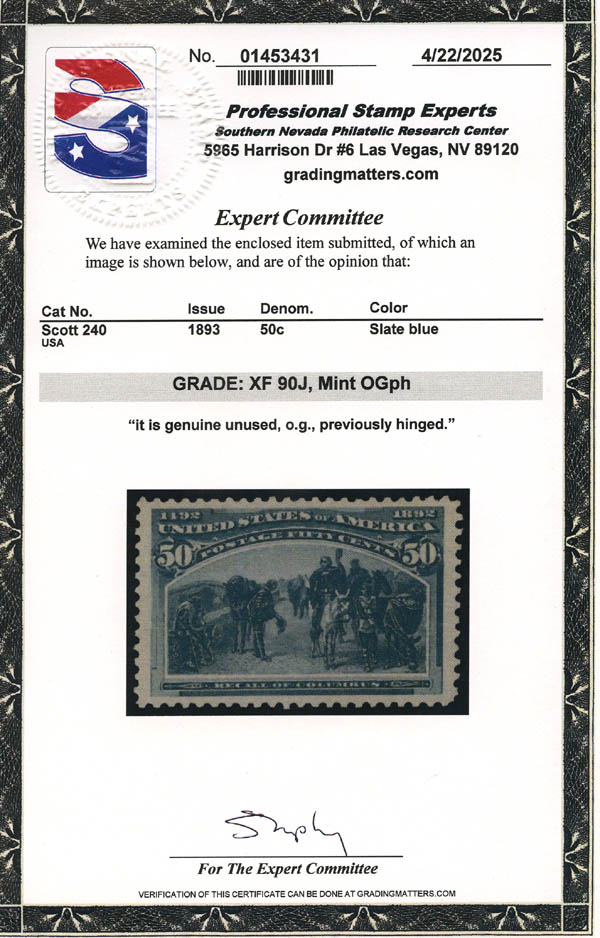 No. 01453431 4/22/2025
Professional Stamp Experts
Southern Nevada Philatelic Research Center
5965 Harrison Dr #6 Las Vegas, NV 89120
gradingmatters.com
Expert Committee
We have examined the enclosed item submitted, of which an
image is shown below, and are of the opinion that:
Cat No. Issue Denom. Color
Scott 240 1893 50c Slate blue
USA
GRADE: XF 90J, Mint OGph
“it is genuine unused, o.g., previously hinged.”
1492 1892
UNITED STATES OF AMERICA
50 POSTAGE FIFTY CENTS 50
RECALL OF COLUMBUS
For The Expert Committee
VERIFICATION OF THIS CERTIFICATE CAN BE DONE AT GRADINGMATTERS.COM